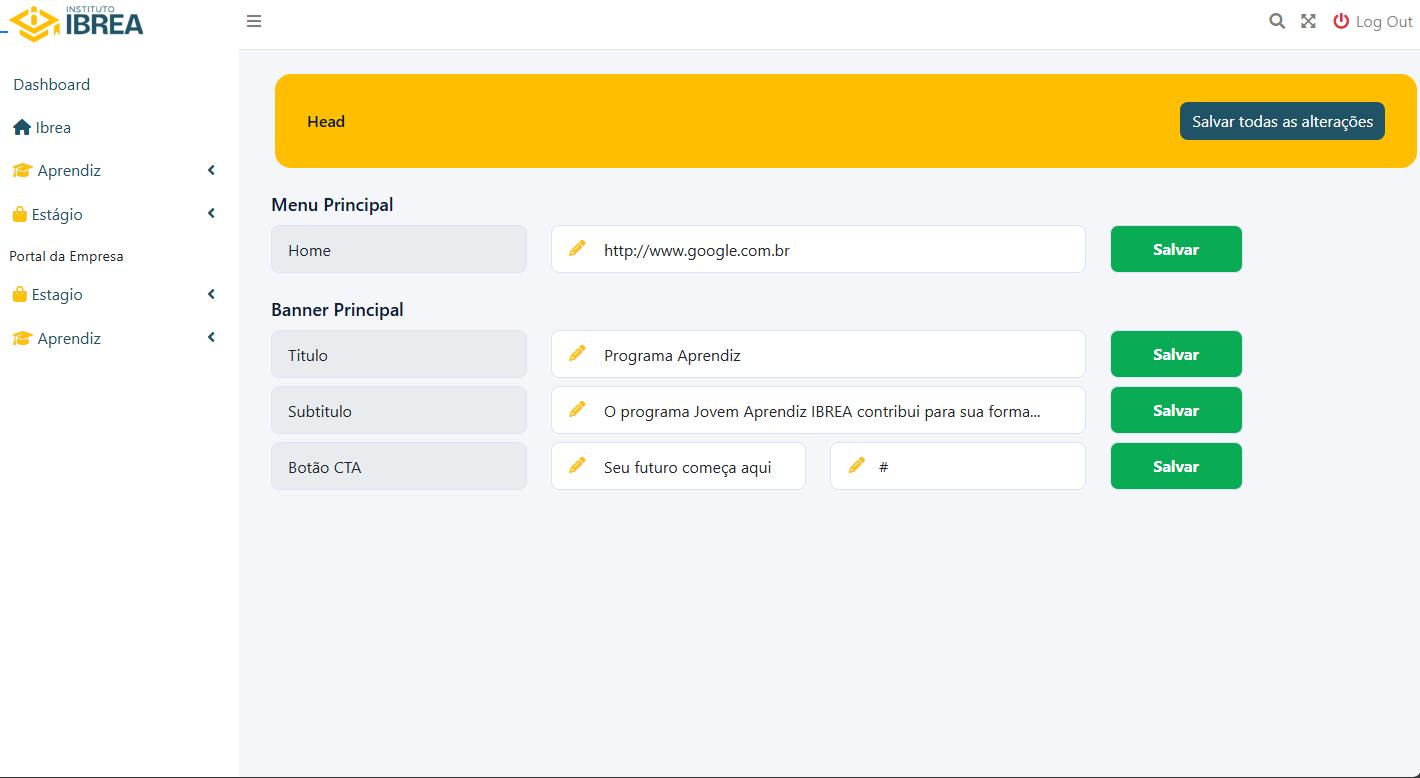 INSTITUTO
IBREA
Log Out
Dashboard
Ibrea
Aprendiz
Estágio
Portal da Empresa
Estagio
Aprendiz
Head
Salvar todas as alterações
Menu Principal
Home
http://www.google.com.br
Salvar
Banner Principal
Titulo
Programa Aprendiz
Salvar
Subtitulo
O programa Jovem Aprendiz IBREA contribui para sua forma...
Salvar
Botão CTA
Seu futuro começa aqui
#
Salvar